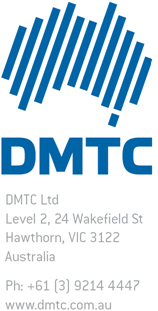 DMTC
DMTC Ltd
Level 2, 24 Wakefield St
Hawthorn, VIC 3122
Australia
Ph: +61 (3) 9214 4447
www.dmtc.com.au